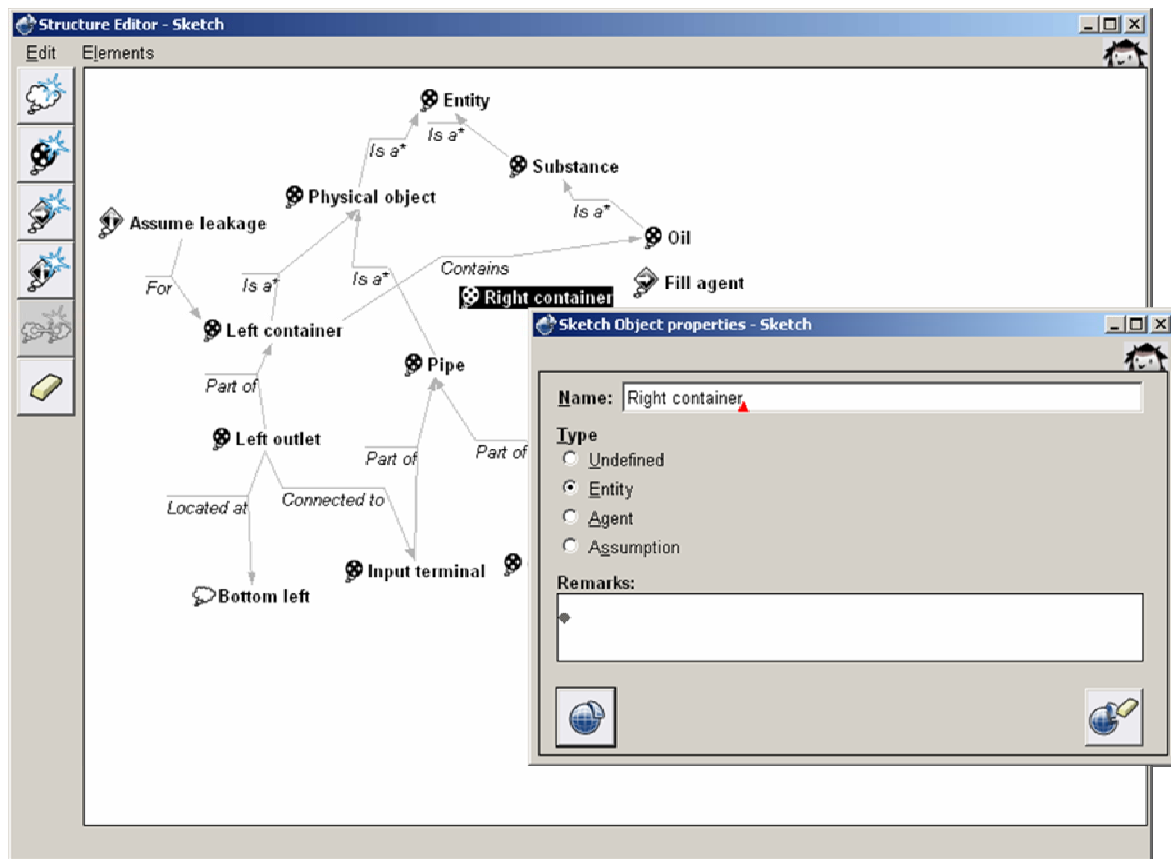 Structure Editor - Sketch
Edit Elements
Entity
Is a*
Is a*
Substance
Physical object
Is a*
Assume leakage
Oil
Contains
For
Is a*
Is a*
Fill agent
Right container
Left container
Pipe
Part of
Left outlet
Part of
Part of
Located at
Connected to
Input terminal
Bottom left
Sketch Object properties - Sketch
Name: Right container
Type
Undefined
Entity
Agent
Assumption
Remarks: